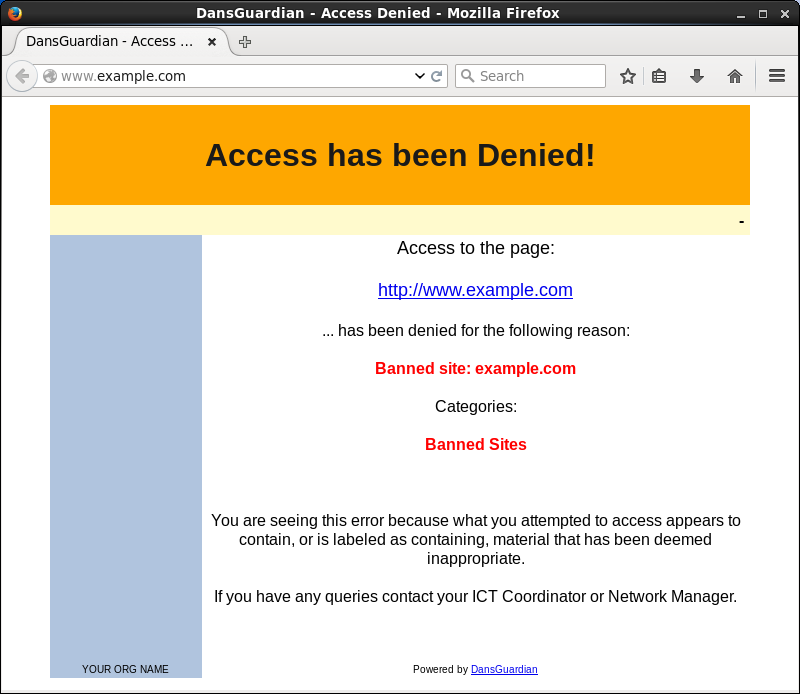 DansGuardian - Access Denied - Mozilla Firefox
DansGuardian - Access ...
www.example.com
Search
Access has been Denied!
-
Access to the page:
http://www.example.com
... has been denied for the following reason:
Banned site: example.com
Categories:
Banned Sites
You are seeing this error because what you attempted to access appears to
contain, or is labeled as containing, material that has been deemed
inappropriate.
If you have any queries contact your ICT Coordinator or Network Manager.
YOUR ORG NAME
Powered by DansGuardian